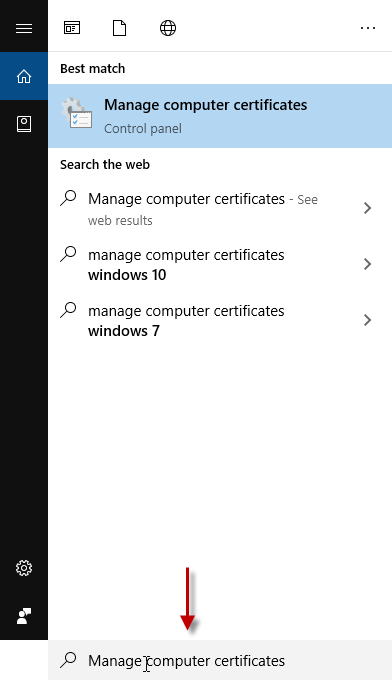 Best match
Manage computer certificates
Control panel
Search the web
Manage computer certificates - See
web results
manage computer certificates
windows 10
manage computer certificates
windows 7
Manage computer certificates